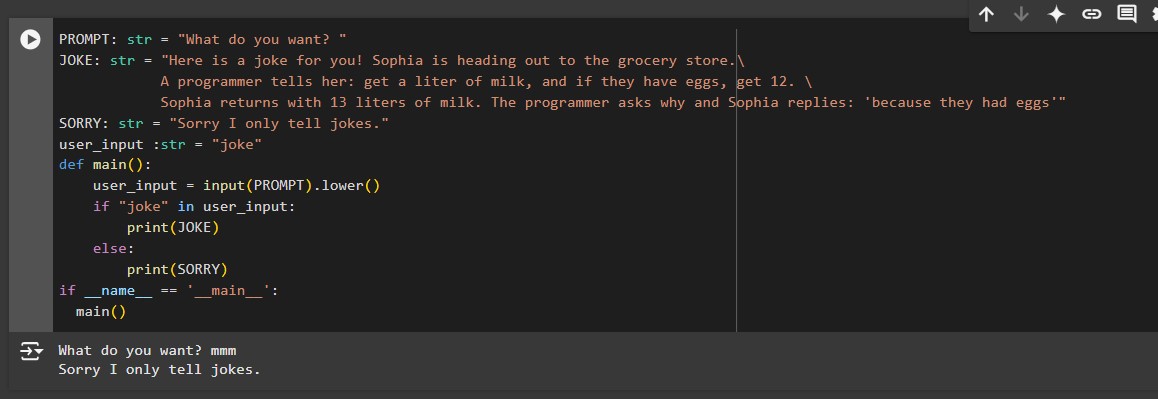 PROMPT: str = "What do you want? "
JOKE: str = "Here is a joke for you! Sophia is heading out to the grocery store.\
            A programmer tells her: get a liter of milk, and if they have eggs, get 12. \
            Sophia returns with 13 liters of milk. The programmer asks why and Sophia replies: 'because they had eggs'"
SORRY: str = "Sorry I only tell jokes."
user_input :str = "joke"
def main():
    user_input = input(PROMPT).lower()
    if "joke" in user_input:
        print(JOKE)
    else:
        print(SORRY)
if __name__ == '__main__':
  main()
What do you want? mmm
Sorry I only tell jokes.